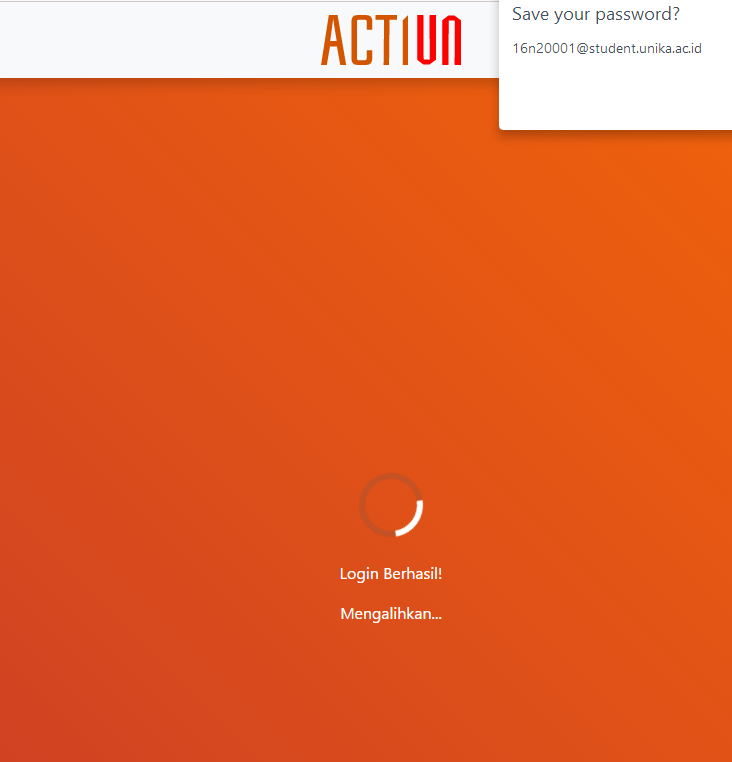 ACTIUN
Save your password?
16n20001@student.unika.ac.id
Login Berhasil!
Mengalihkan...